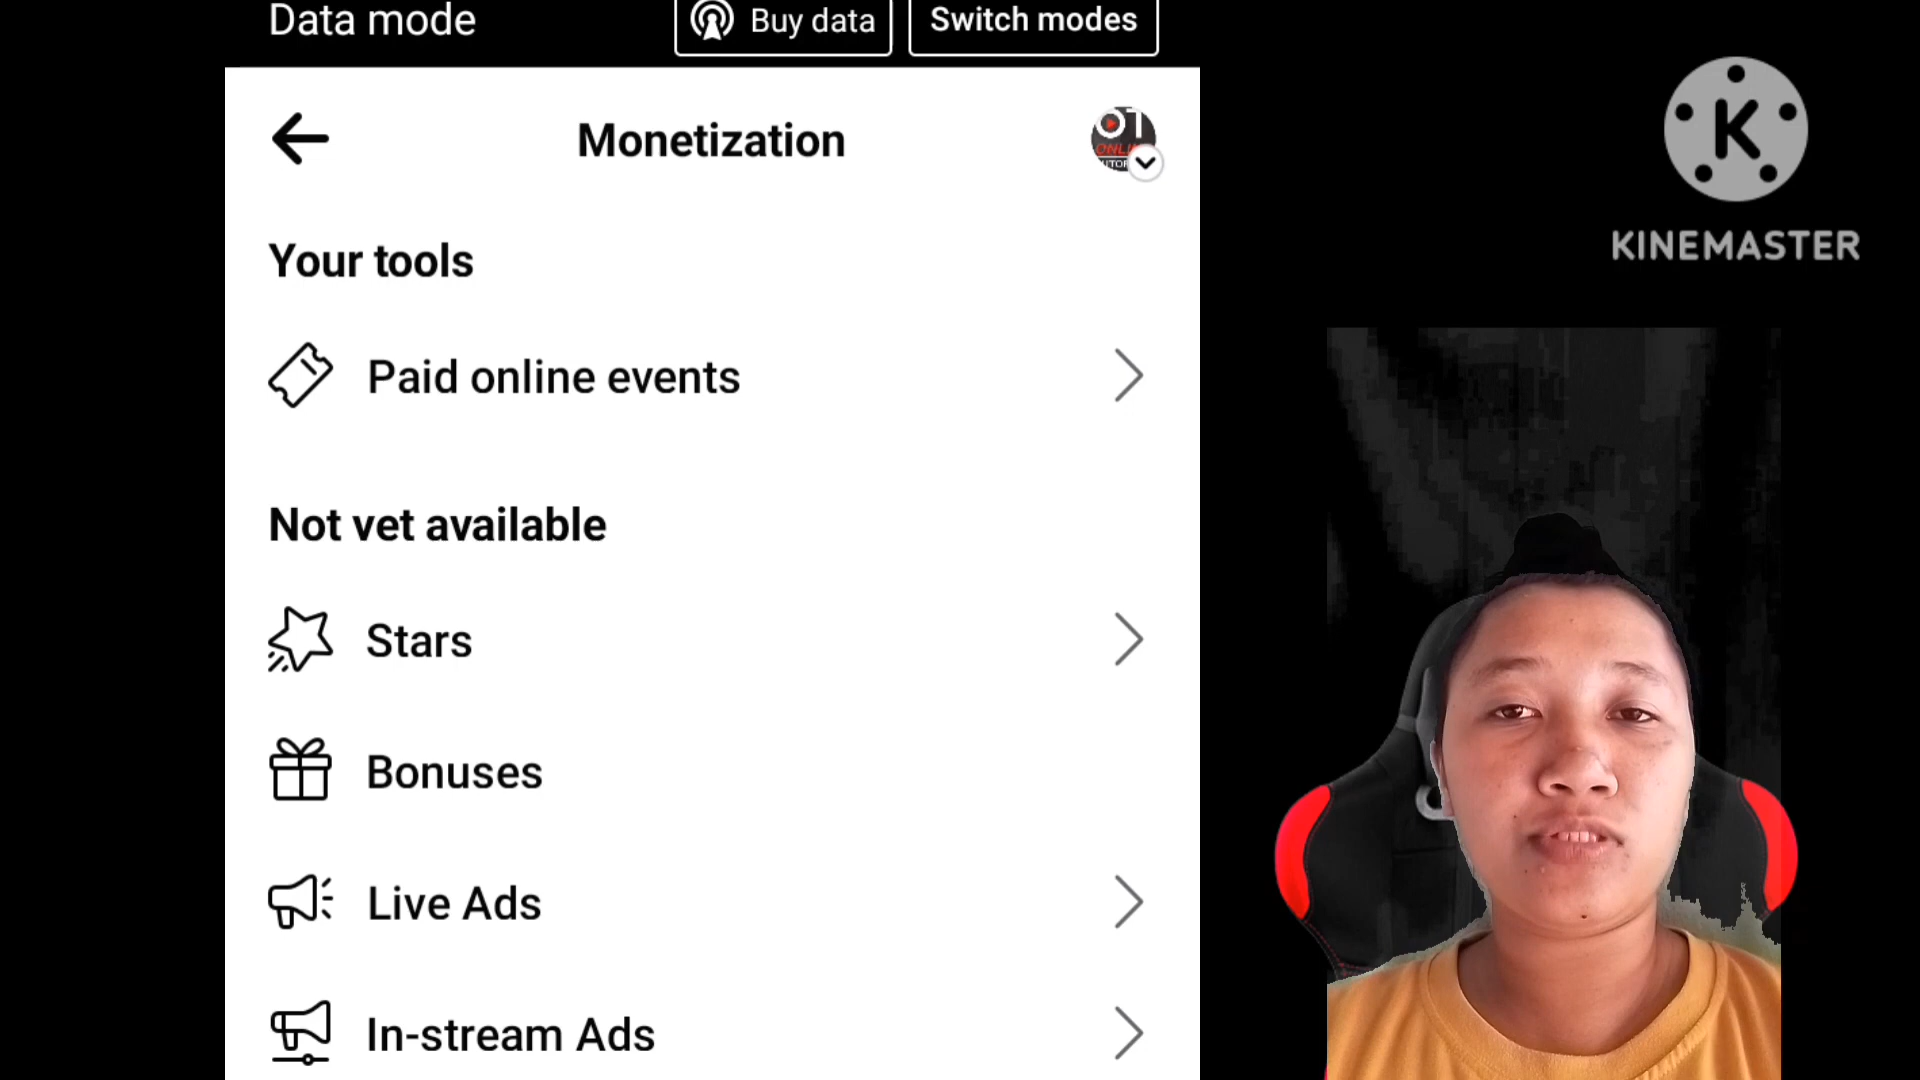 Data mode
Buy data
Switch modes
Monetization
OT
Your tools
Paid online events
Not vet available
Stars
Bonuses
Live Ads
In-stream Ads
K
KINEMASTER